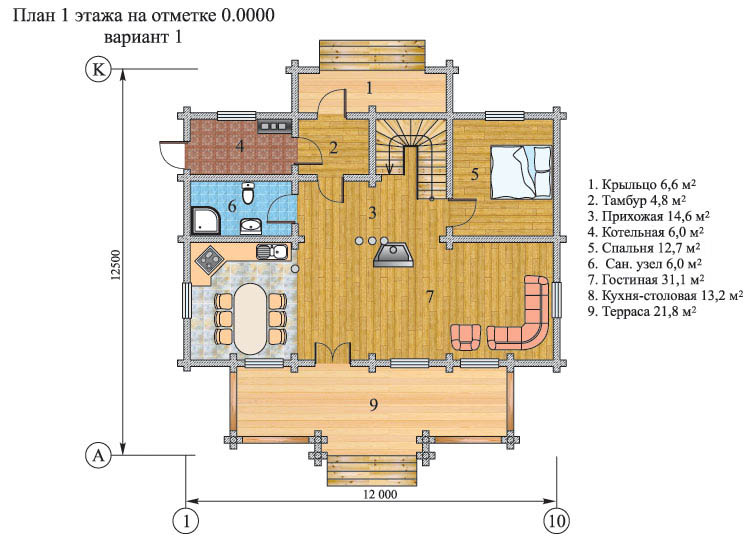 План 1 этажа на отметке 0.0000
вариант 1
К
1
4
2
5
6
3
7
9
12500
А
12 000
1
10
1. Крыльцо 6,6 м²
2. Тамбур 4,8 м²
3. Прихожая 14,6 м²
4. Котельная 6,0 м²
5. Спальня 12,7 м²
6. Сан. узел 6,0 м²
7. Гостиная 31,1 м²
8. Кухня-столовая 13,2 м²
9. Терраса 21,8 м²